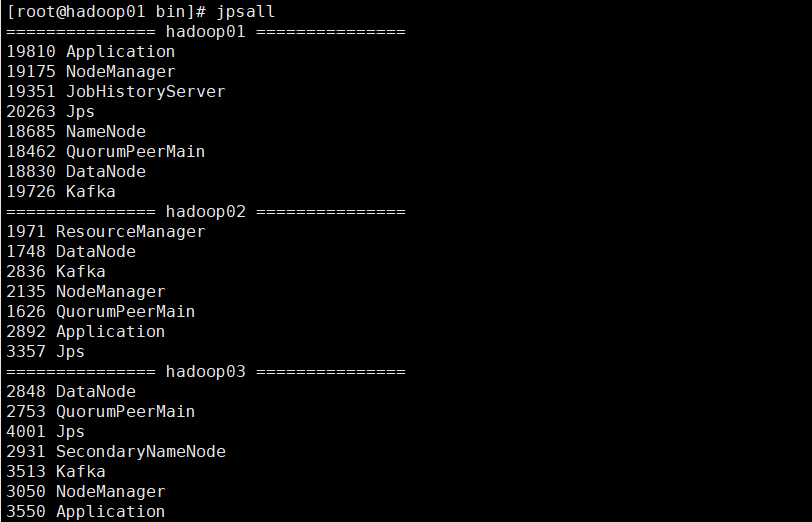 [root@hadoop01 bin]# jpsall
=============== hadoop01 ===============
19810 Application
19175 NodeManager
19351 JobHistoryServer
20263 Jps
18685 NameNode
18462 QuorumPeerMain
18830 DataNode
19726 Kafka
=============== hadoop02 ===============
1971 ResourceManager
1748 DataNode
2836 Kafka
2135 NodeManager
1626 QuorumPeerMain
2892 Application
3357 Jps
=============== hadoop03 ===============
2848 DataNode
2753 QuorumPeerMain
4001 Jps
2931 SecondaryNameNode
3513 Kafka
3050 NodeManager
3550 Application